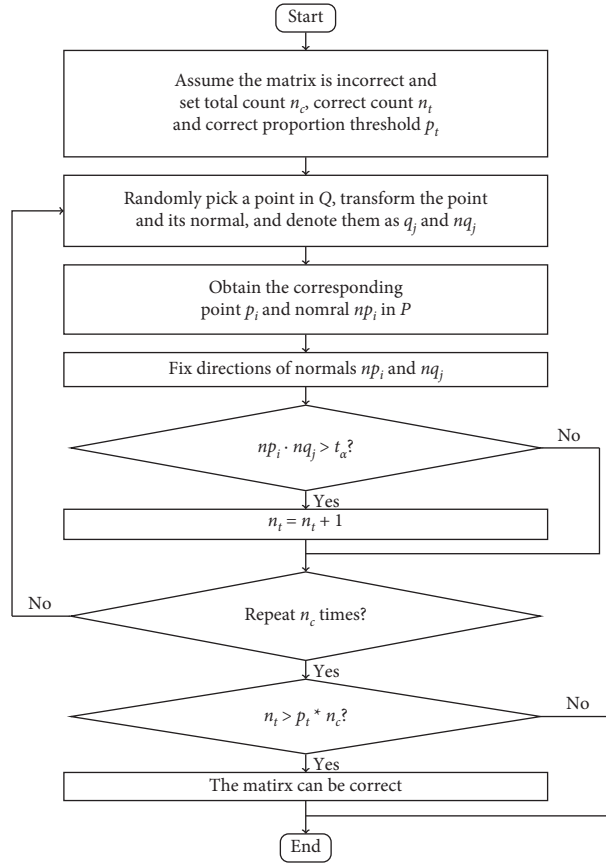 Start
Assume the matrix is incorrect and
set total count n_c, correct count n_t
and correct proportion threshold p_t
Randomly pick a point in Q, transform the point
and its normal, and denote them as q_j and nq_j
Obtain the corresponding
point p_i and nomral np_i in P
Fix directions of normals np_i and nq_j
np_i · nq_j > t_α?
No
Yes
n_t = n_t + 1
No
Repeat n_c times?
Yes
n_t > p_t * n_c?
No
Yes
The matirx can be correct
End